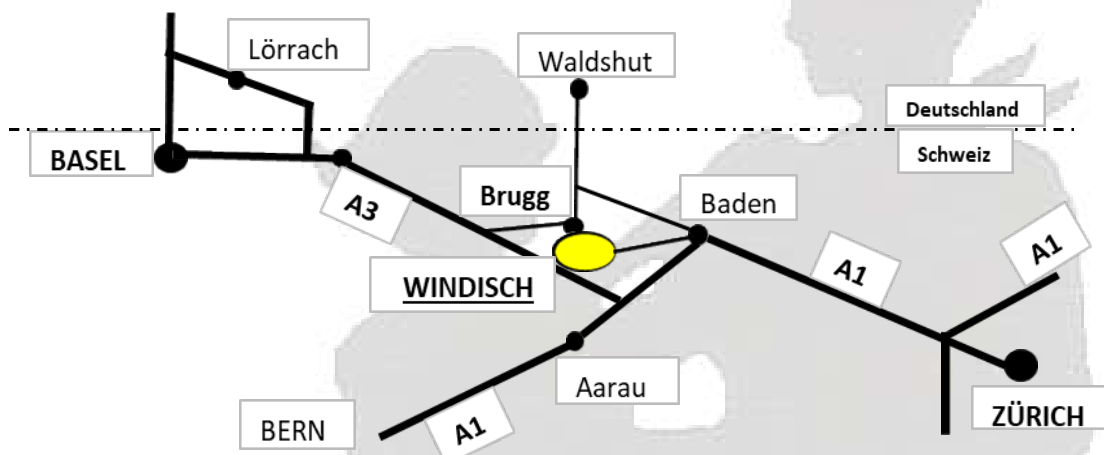 Lörrach
Waldshut
Deutschland
BASEL
Schweiz
A3
Brugg
Baden
A1
A1
WINDISCH
Aarau
BERN
A1
ZÜRICH